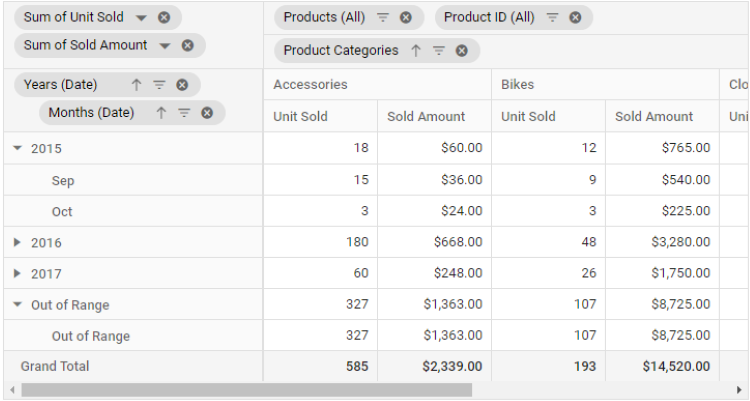 Sum of Unit Sold
Products (All) Product ID (All)
Sum of Sold Amount
Product Categories
Years (Date) Accessories Bikes Clo
Months (Date) Unit Sold Sold Amount Unit Sold Sold Amount Uni
2015 18 $60.00 12 $765.00
Sep 15 $36.00 9 $540.00
Oct 3 $24.00 3 $225.00
2016 180 $668.00 48 $3,280.00
2017 60 $248.00 26 $1,750.00
Out of Range 327 $1,363.00 107 $8,725.00
Out of Range 327 $1,363.00 107 $8,725.00
Grand Total 585 $2,339.00 193 $14,520.00